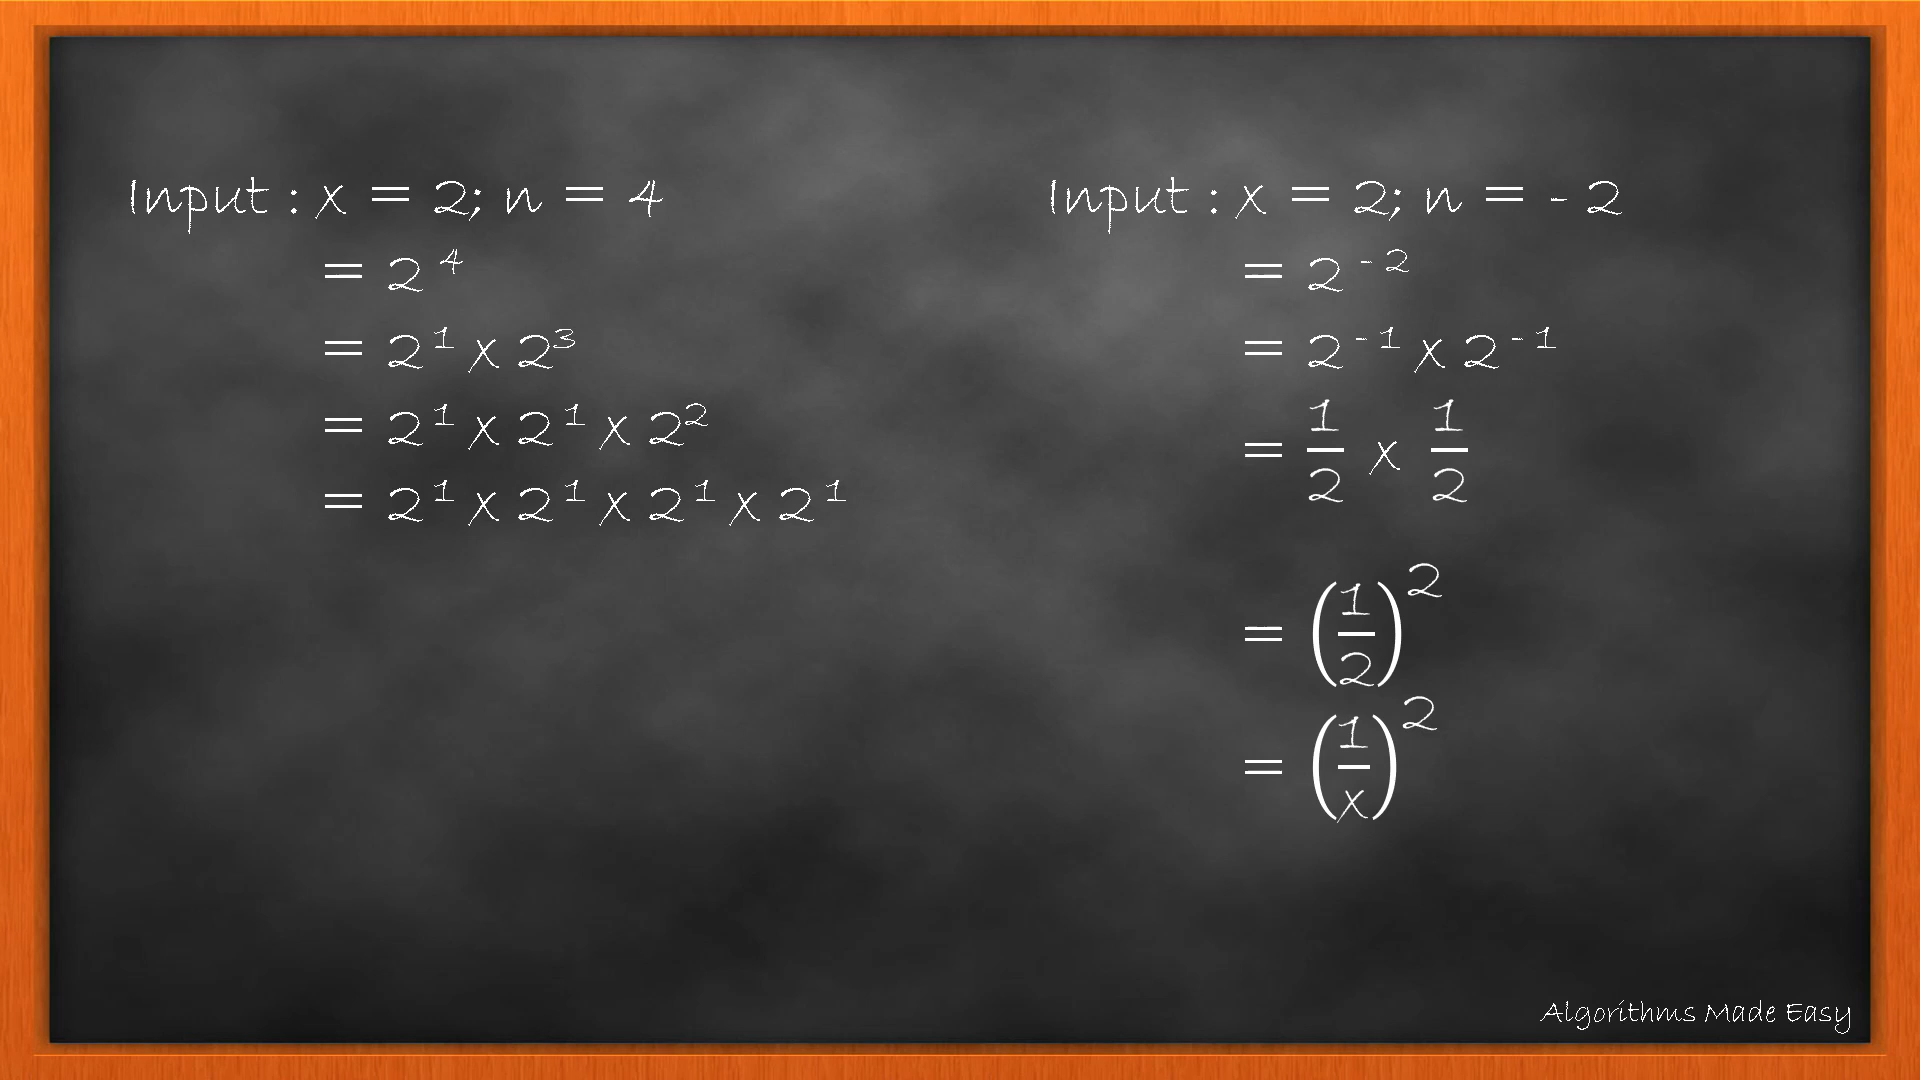 Input : x = 2; n = 4
= 2⁴
= 2¹ x 2³
= 2¹ x 2¹ x 2²
= 2¹ x 2¹ x 2¹ x 2¹
Input : x = 2; n = - 2
= 2⁻²
= 2⁻¹ x 2⁻¹
= 1/2 x 1/2
= (1/2)²
= (1/x)²
Algorithms Made Easy